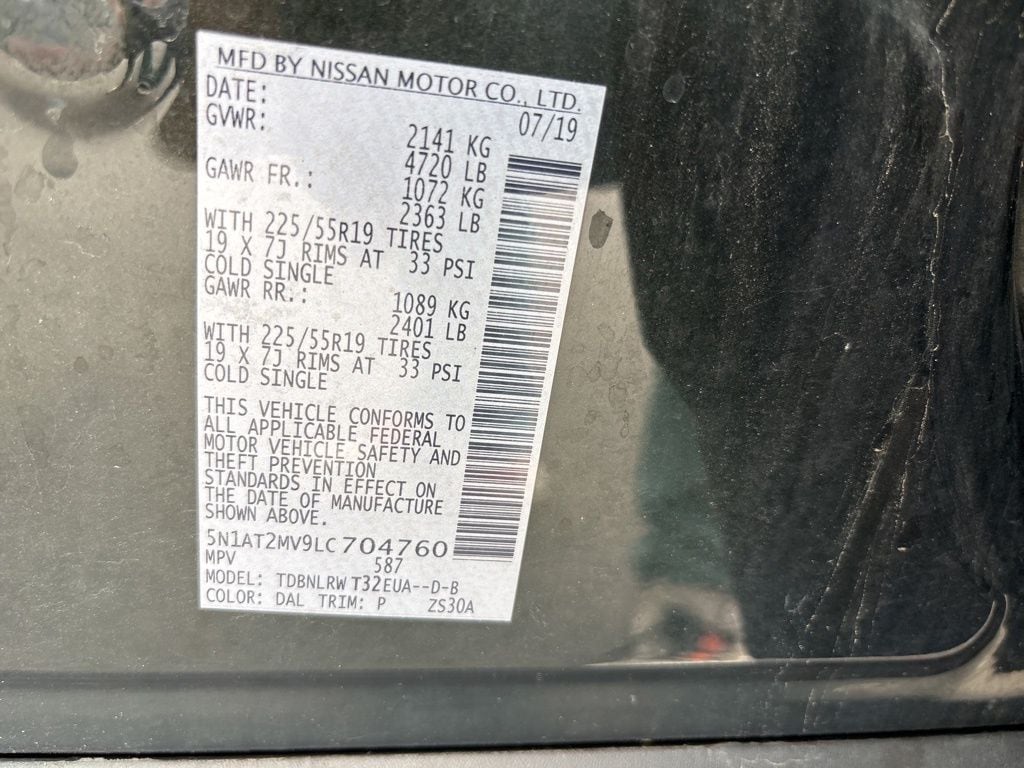 MFD BY NISSAN MOTOR CO., LTD.
DATE: 07/19
GVWR: 2141 KG
4720 LB
GAWR FR.: 1072 KG
2363 LB
WITH 225/55R19 TIRES
19 X 7J RIMS AT 33 PSI
COLD SINGLE
GAWR RR.: 1089 KG
2401 LB
WITH 225/55R19 TIRES
19 X 7J RIMS AT 33 PSI
COLD SINGLE
THIS VEHICLE CONFORMS TO
ALL APPLICABLE FEDERAL
MOTOR VEHICLE SAFETY AND
THEFT PREVENTION
STANDARDS IN EFFECT ON
THE DATE OF MANUFACTURE
SHOWN ABOVE.
5N1AT2MV9LC704760
MPV 587
MODEL: TDBNLRW T32EUA--D-B
COLOR: DAL TRIM: P ZS30A